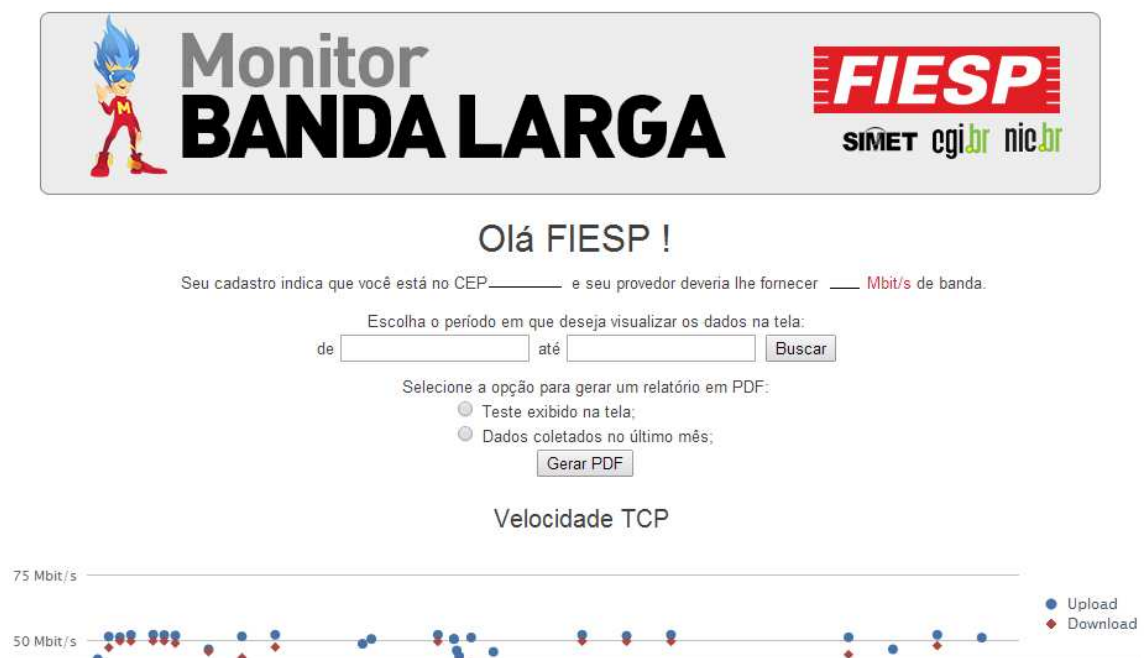 Monitor
BANDA LARGA
M
FIESP
SIMET cgi.br nic.br
Olá FIESP !
Seu cadastro indica que você está no CEP________ e seu provedor deveria lhe fornecer ___ Mbit/s de banda.
Escolha o período em que deseja visualizar os dados na tela:
de até Buscar
Selecione a opção para gerar um relatório em PDF:
Teste exibido na tela;
Dados coletados no último mês;
Gerar PDF
Velocidade TCP
75 Mbit/s
Upload
Download
50 Mbit/s